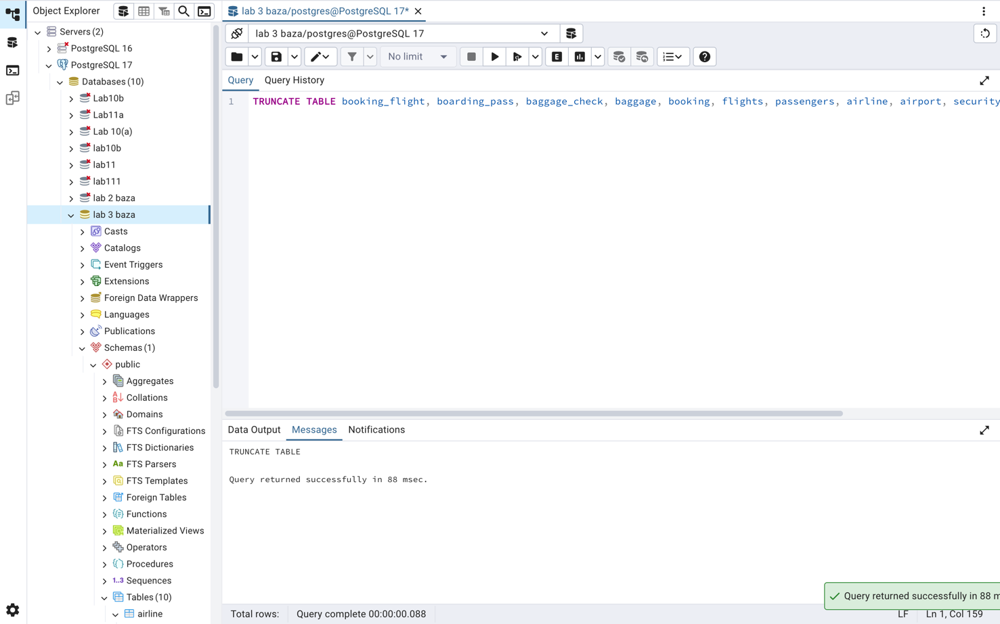 Object Explorer
lab 3 baza/postgres@PostgreSQL 17*
Servers (2)
PostgreSQL 16
PostgreSQL 17
Databases (10)
Lab10b
Lab11a
Lab 10(a)
lab10b
lab11
lab111
lab 2 baza
lab 3 baza
Casts
Catalogs
Event Triggers
Extensions
Foreign Data Wrappers
Languages
Publications
Schemas (1)
public
Aggregates
Collations
Domains
FTS Configurations
FTS Dictionaries
Aa FTS Parsers
FTS Templates
Foreign Tables
Functions
Materialized Views
Operators
Procedures
1..3 Sequences
Tables (10)
airline
lab 3 baza/postgres@PostgreSQL 17
No limit
E
Query Query History
1 TRUNCATE TABLE booking_flight, boarding_pass, baggage_check, baggage, booking, flights, passengers, airline, airport, security
Data Output Messages Notifications
TRUNCATE TABLE
Query returned successfully in 88 msec.
Query returned successfully in 88 m
Total rows: Query complete 00:00:00.088 LF Ln 1, Col 159